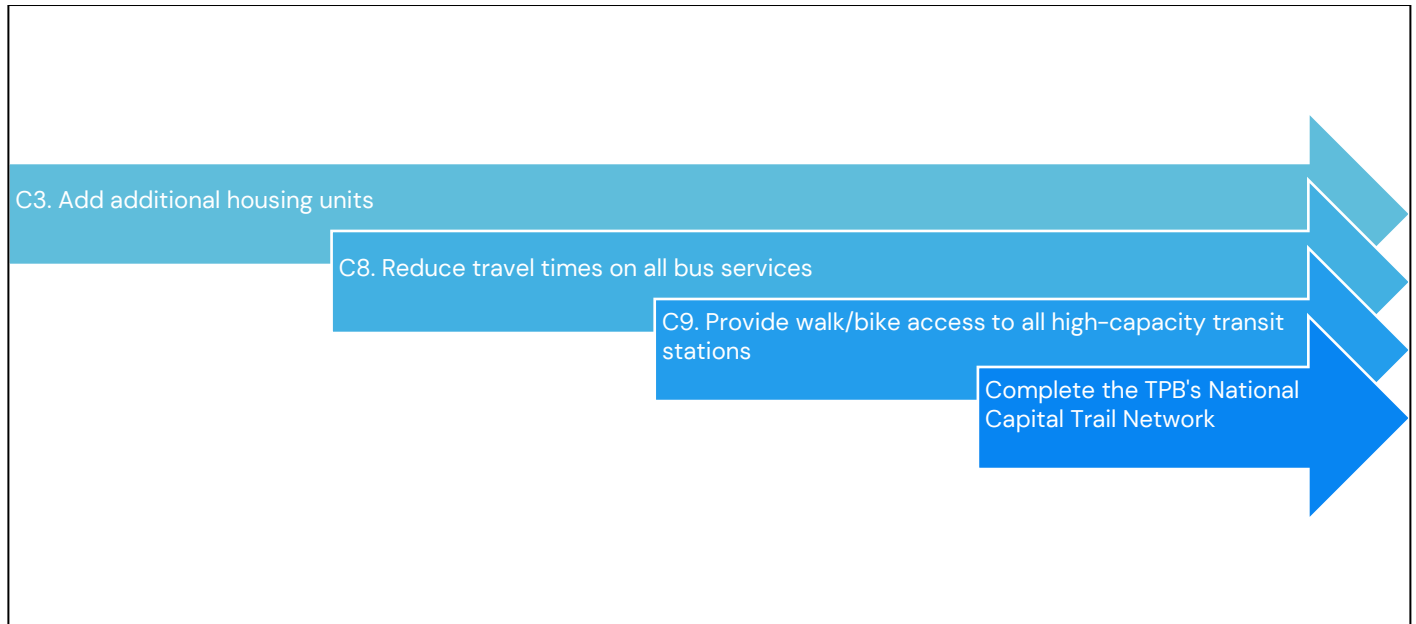 C3. Add additional housing units
C8. Reduce travel times on all bus services
C9. Provide walk/bike access to all high-capacity transit
stations
Complete the TPB's National
Capital Trail Network